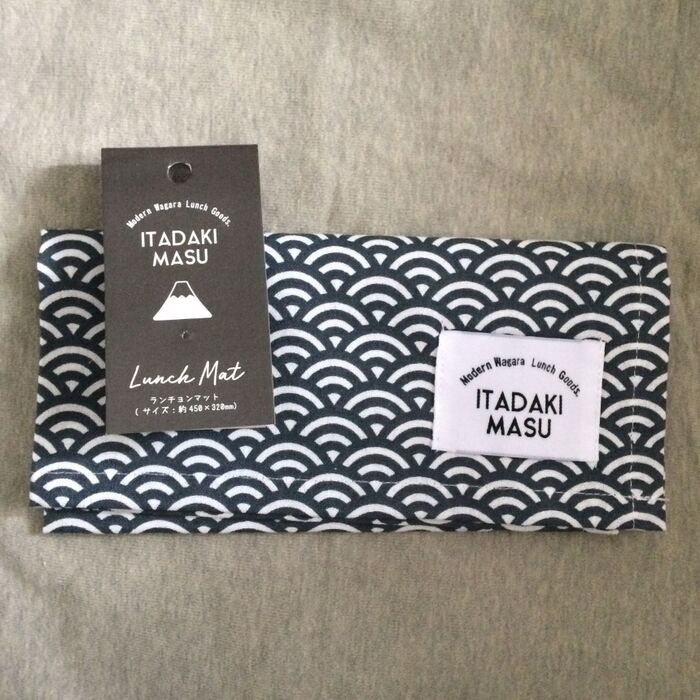 Modern Wagara Lunch Goods.
ITADAKI
MASU
Lunch Mat
ランチョンマット
(サイズ:約450×320mm)
Modern Wagara Lunch Goods.
ITADAKI
MASU